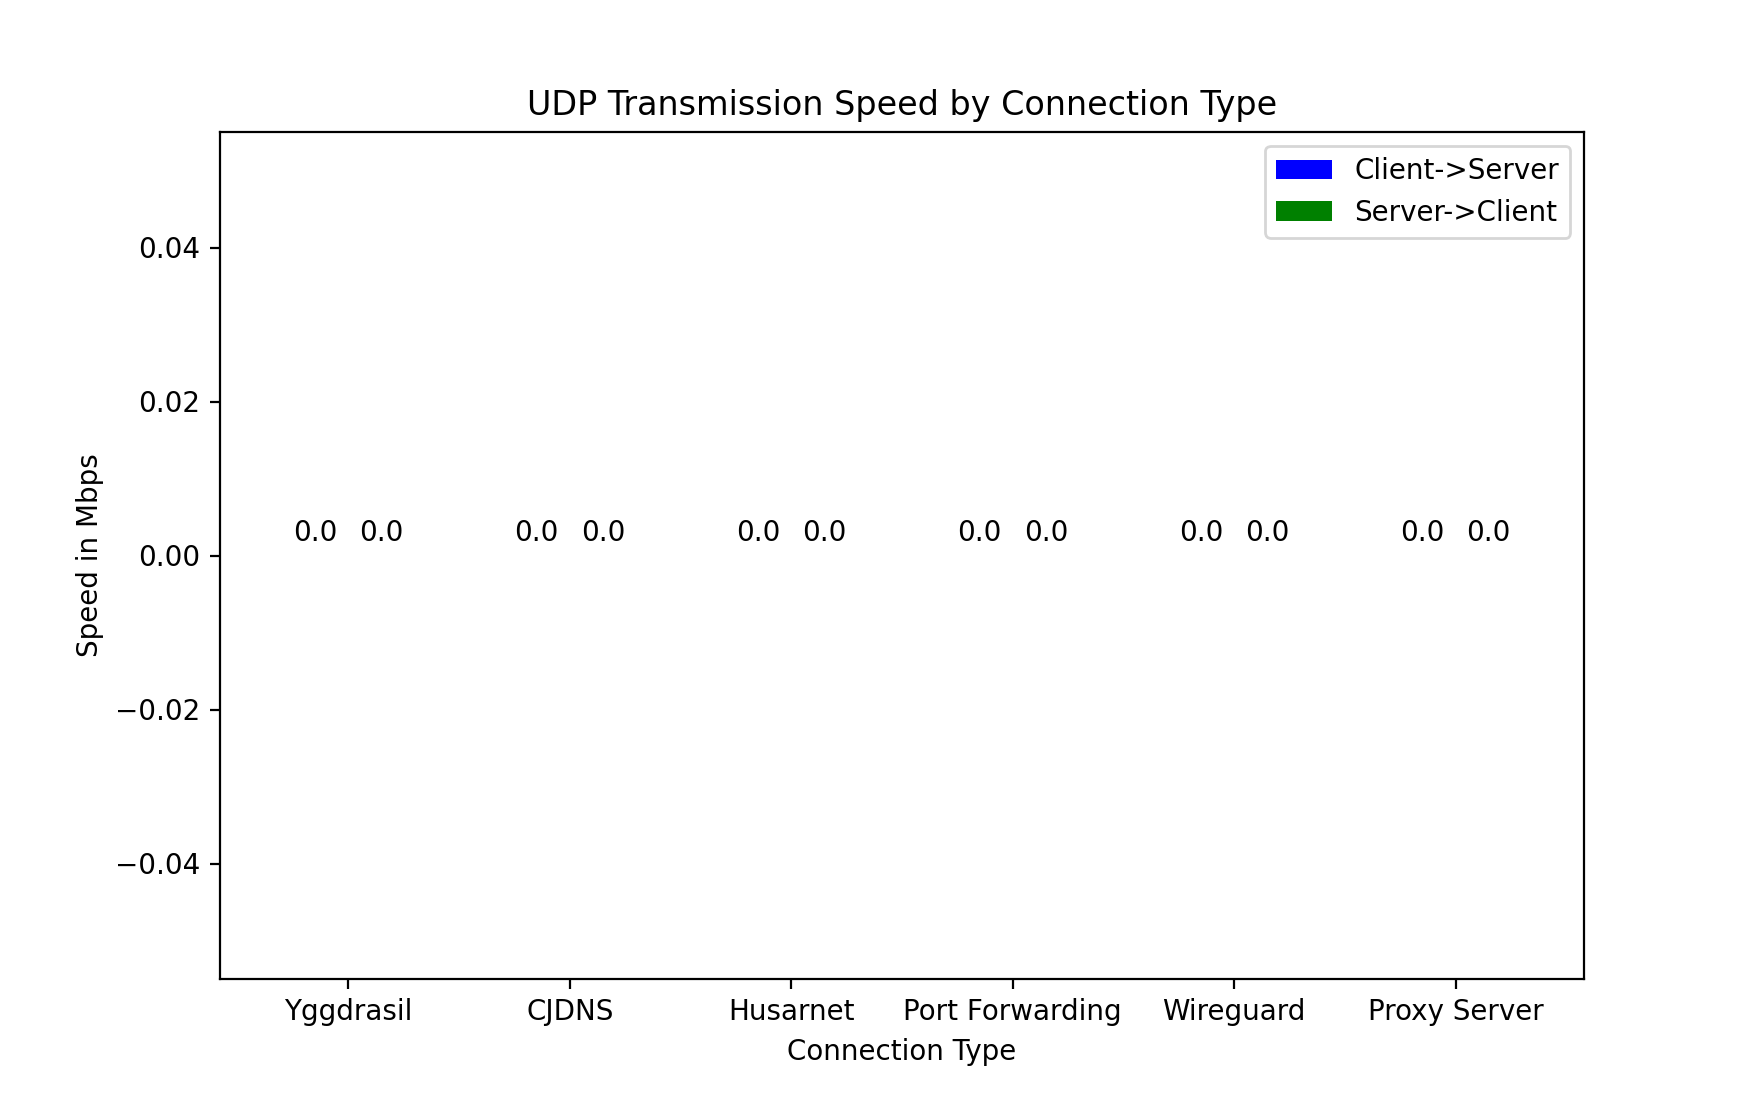 UDP Transmission Speed by Connection Type
Client->Server
Server->Client
0.04
0.02
0.00
−0.02
−0.04
Speed in Mbps
0.0 0.0 0.0 0.0 0.0 0.0 0.0 0.0 0.0 0.0 0.0 0.0
Yggdrasil CJDNS Husarnet Port Forwarding Wireguard Proxy Server
Connection Type